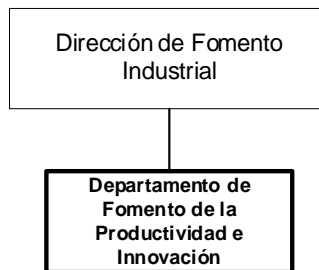 Dirección de Fomento
Industrial
Departamento de
Fomento de la
Productividad e
Innovación